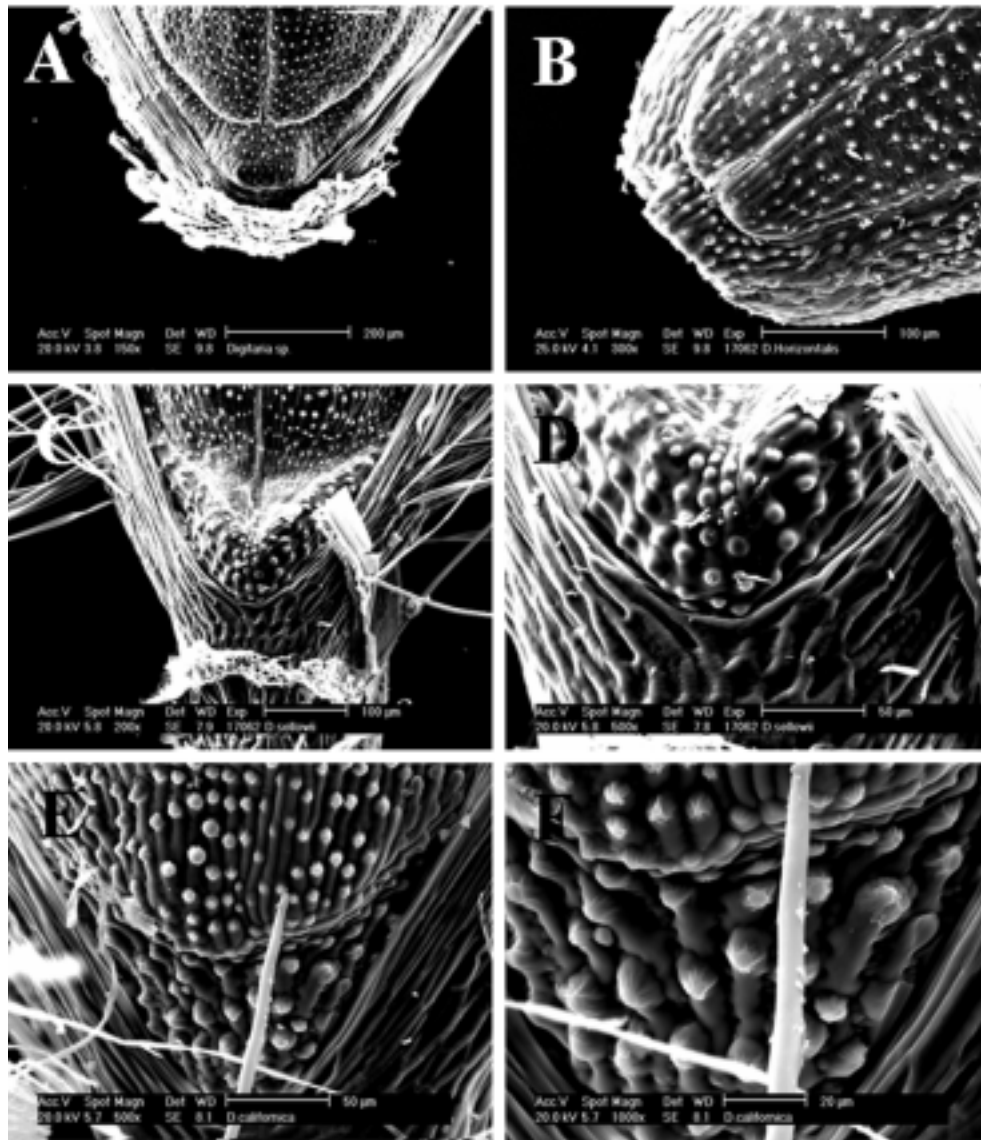 A
Acc.V Spot Magn Det WD 200 µm
20.0 kV 3.8 150x SE 9.8 Digitaria sp.
B
Acc.V Spot Magn Det WD Exp 100 µm
25.0 kV 4.1 300x SE 9.8 17062 D.Horizontalis
C
Acc.V Spot Magn Det WD Exp 100 µm
20.0 kV 5.8 200x SE 7.9 17062 D.sellowii
D
Acc.V Spot Magn Det WD Exp 50 µm
20.0 kV 5.8 500x SE 7.8 17062 D.sellowii
E
Acc.V Spot Magn Det WD 50 µm
20.0 kV 5.7 500x SE 8.1 D.californica
F
Acc.V Spot Magn Det WD 20 µm
20.0 kV 5.7 1000x SE 8.1 D.californica